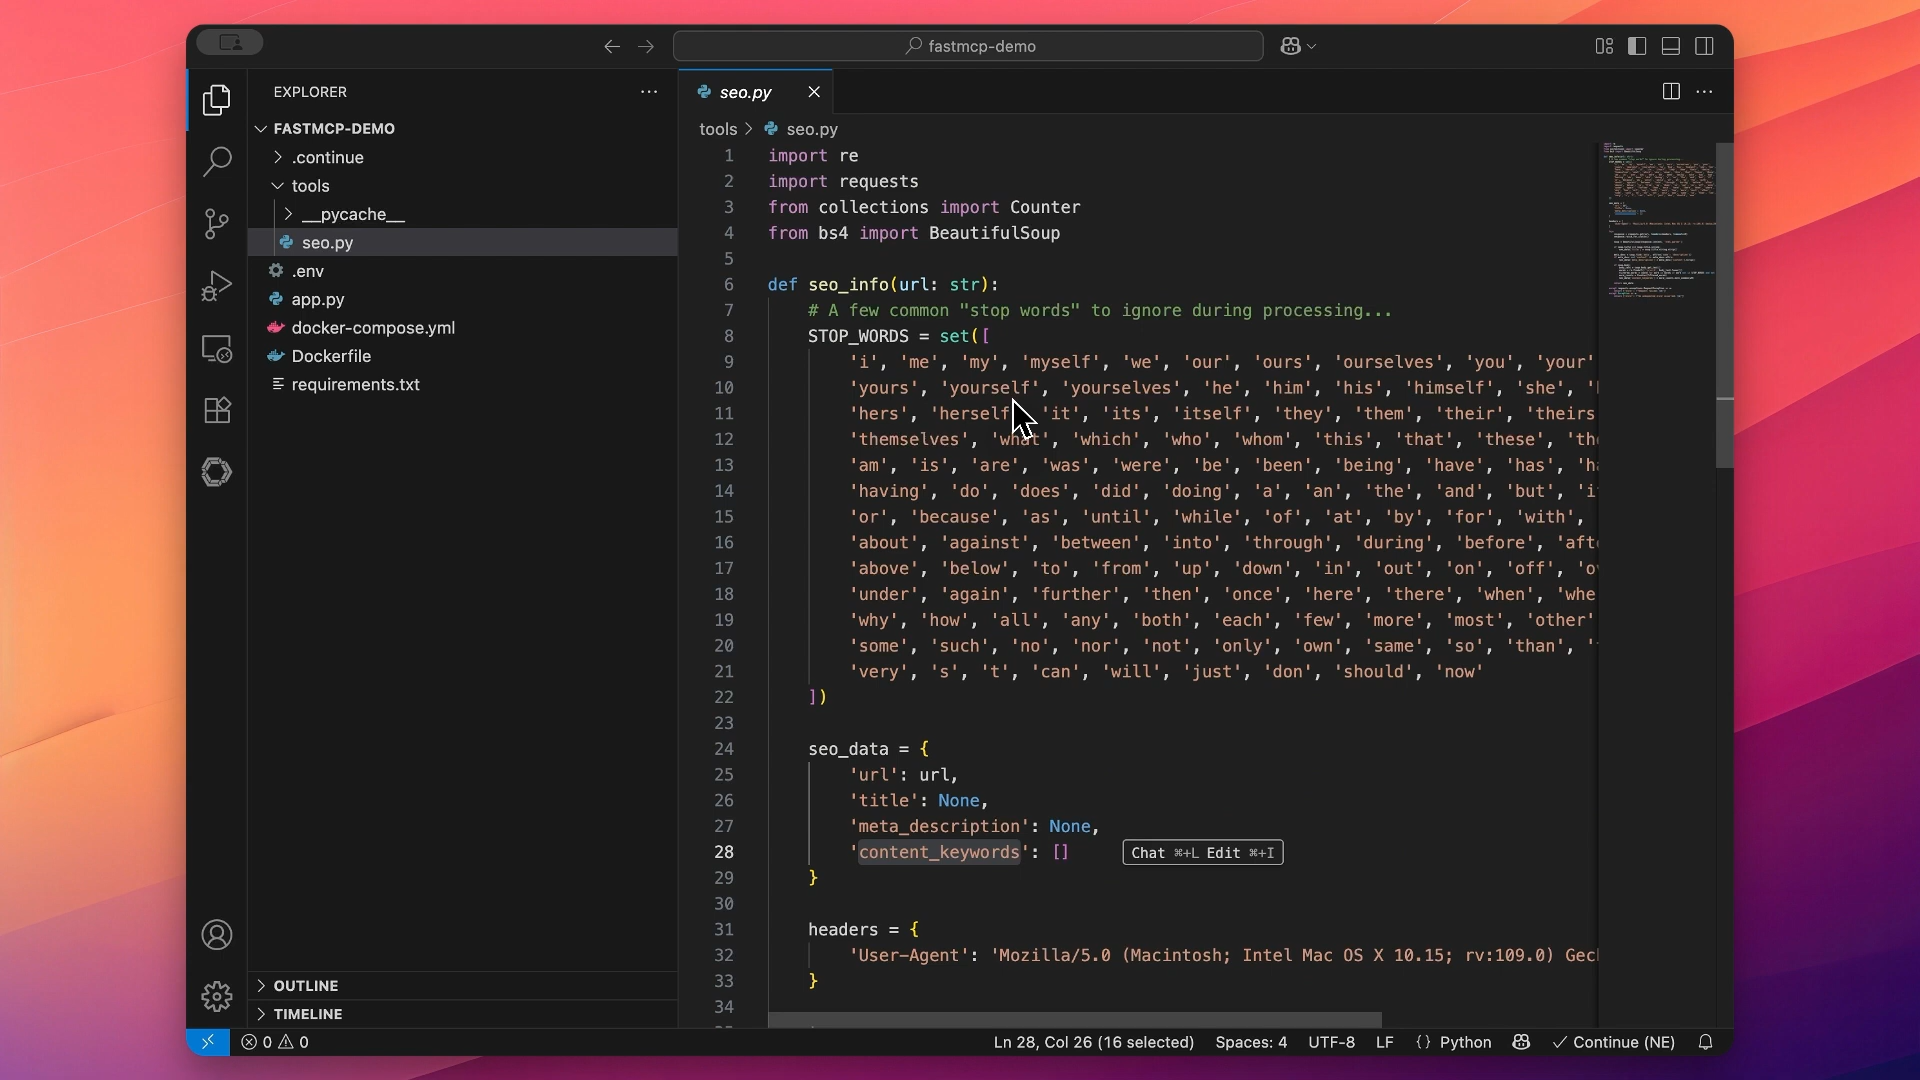 fastmcp-demo
EXPLORER
FASTMCP-DEMO
.continue
tools
__pycache__
seo.py
.env
app.py
docker-compose.yml
Dockerfile
requirements.txt
OUTLINE
TIMELINE
seo.py
tools > seo.py
1 import re
2 import requests
3 from collections import Counter
4 from bs4 import BeautifulSoup
5
6 def seo_info(url: str):
7 # A few common "stop words" to ignore during processing...
8 STOP_WORDS = set([
9 'i', 'me', 'my', 'myself', 'we', 'our', 'ours', 'ourselves', 'you', 'your'
10 'yours', 'yourself', 'yourselves', 'he', 'him', 'his', 'himself', 'she', '
11 'hers', 'herself 'it', 'its', 'itself', 'they', 'them', 'their', 'theirs
12 'themselves', 'what', 'which', 'who', 'whom', 'this', 'that', 'these', 'th
13 'am', 'is', 'are', 'was', 'were', 'be', 'been', 'being', 'have', 'has', 'ha
14 'having', 'do', 'does', 'did', 'doing', 'a', 'an', 'the', 'and', 'but', 'i
15 'or', 'because', 'as', 'until', 'while', 'of', 'at', 'by', 'for', 'with',
16 'about', 'against', 'between', 'into', 'through', 'during', 'before', 'aft
17 'above', 'below', 'to', 'from', 'up', 'down', 'in', 'out', 'on', 'off', 'o
18 'under', 'again', 'further', 'then', 'once', 'here', 'there', 'when', 'whe
19 'why', 'how', 'all', 'any', 'both', 'each', 'few', 'more', 'most', 'other'
20 'some', 'such', 'no', 'nor', 'not', 'only', 'own', 'same', 'so', 'than', '
21 'very', 's', 't', 'can', 'will', 'just', 'don', 'should', 'now'
22 ])
23
24 seo_data = {
25 'url': url,
26 'title': None,
27 'meta_description': None,
28 'content_keywords': [] Chat ⌘+L Edit ⌘+I
29 }
30
31 headers = {
32 'User-Agent': 'Mozilla/5.0 (Macintosh; Intel Mac OS X 10.15; rv:109.0) Gec
33 }
34
0 0 Ln 28, Col 26 (16 selected) Spaces: 4 UTF-8 LF {} Python Continue (NE)